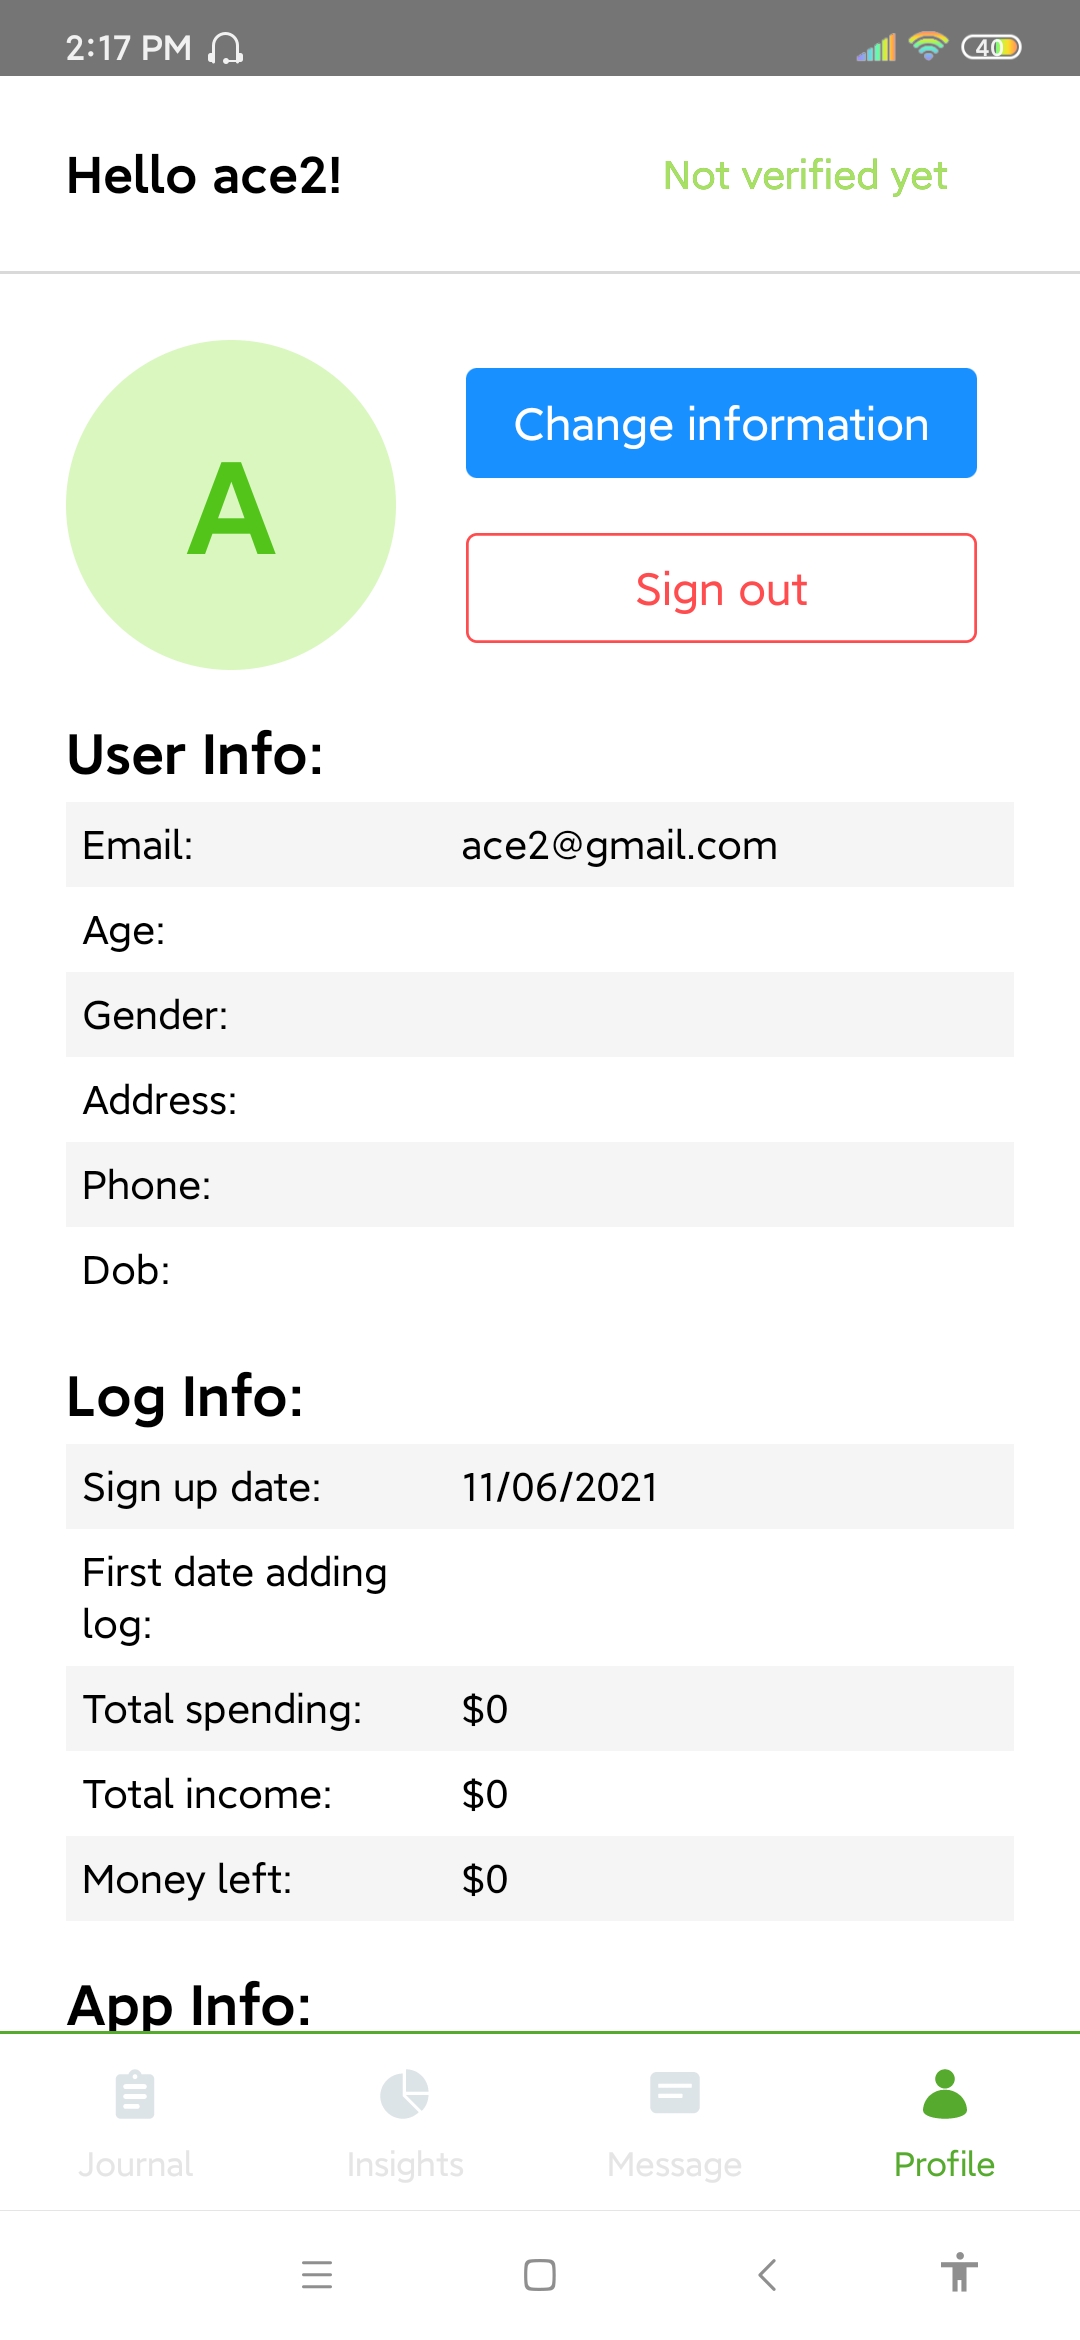 2:17 PM
40
Hello ace2!
Not verified yet
A
Change information
Sign out
User Info:
Email: ace2@gmail.com
Age:
Gender:
Address:
Phone:
Dob:
Log Info:
Sign up date: 11/06/2021
First date adding
log:
Total spending: $0
Total income: $0
Money left: $0
App Info:
Journal Insights Message Profile